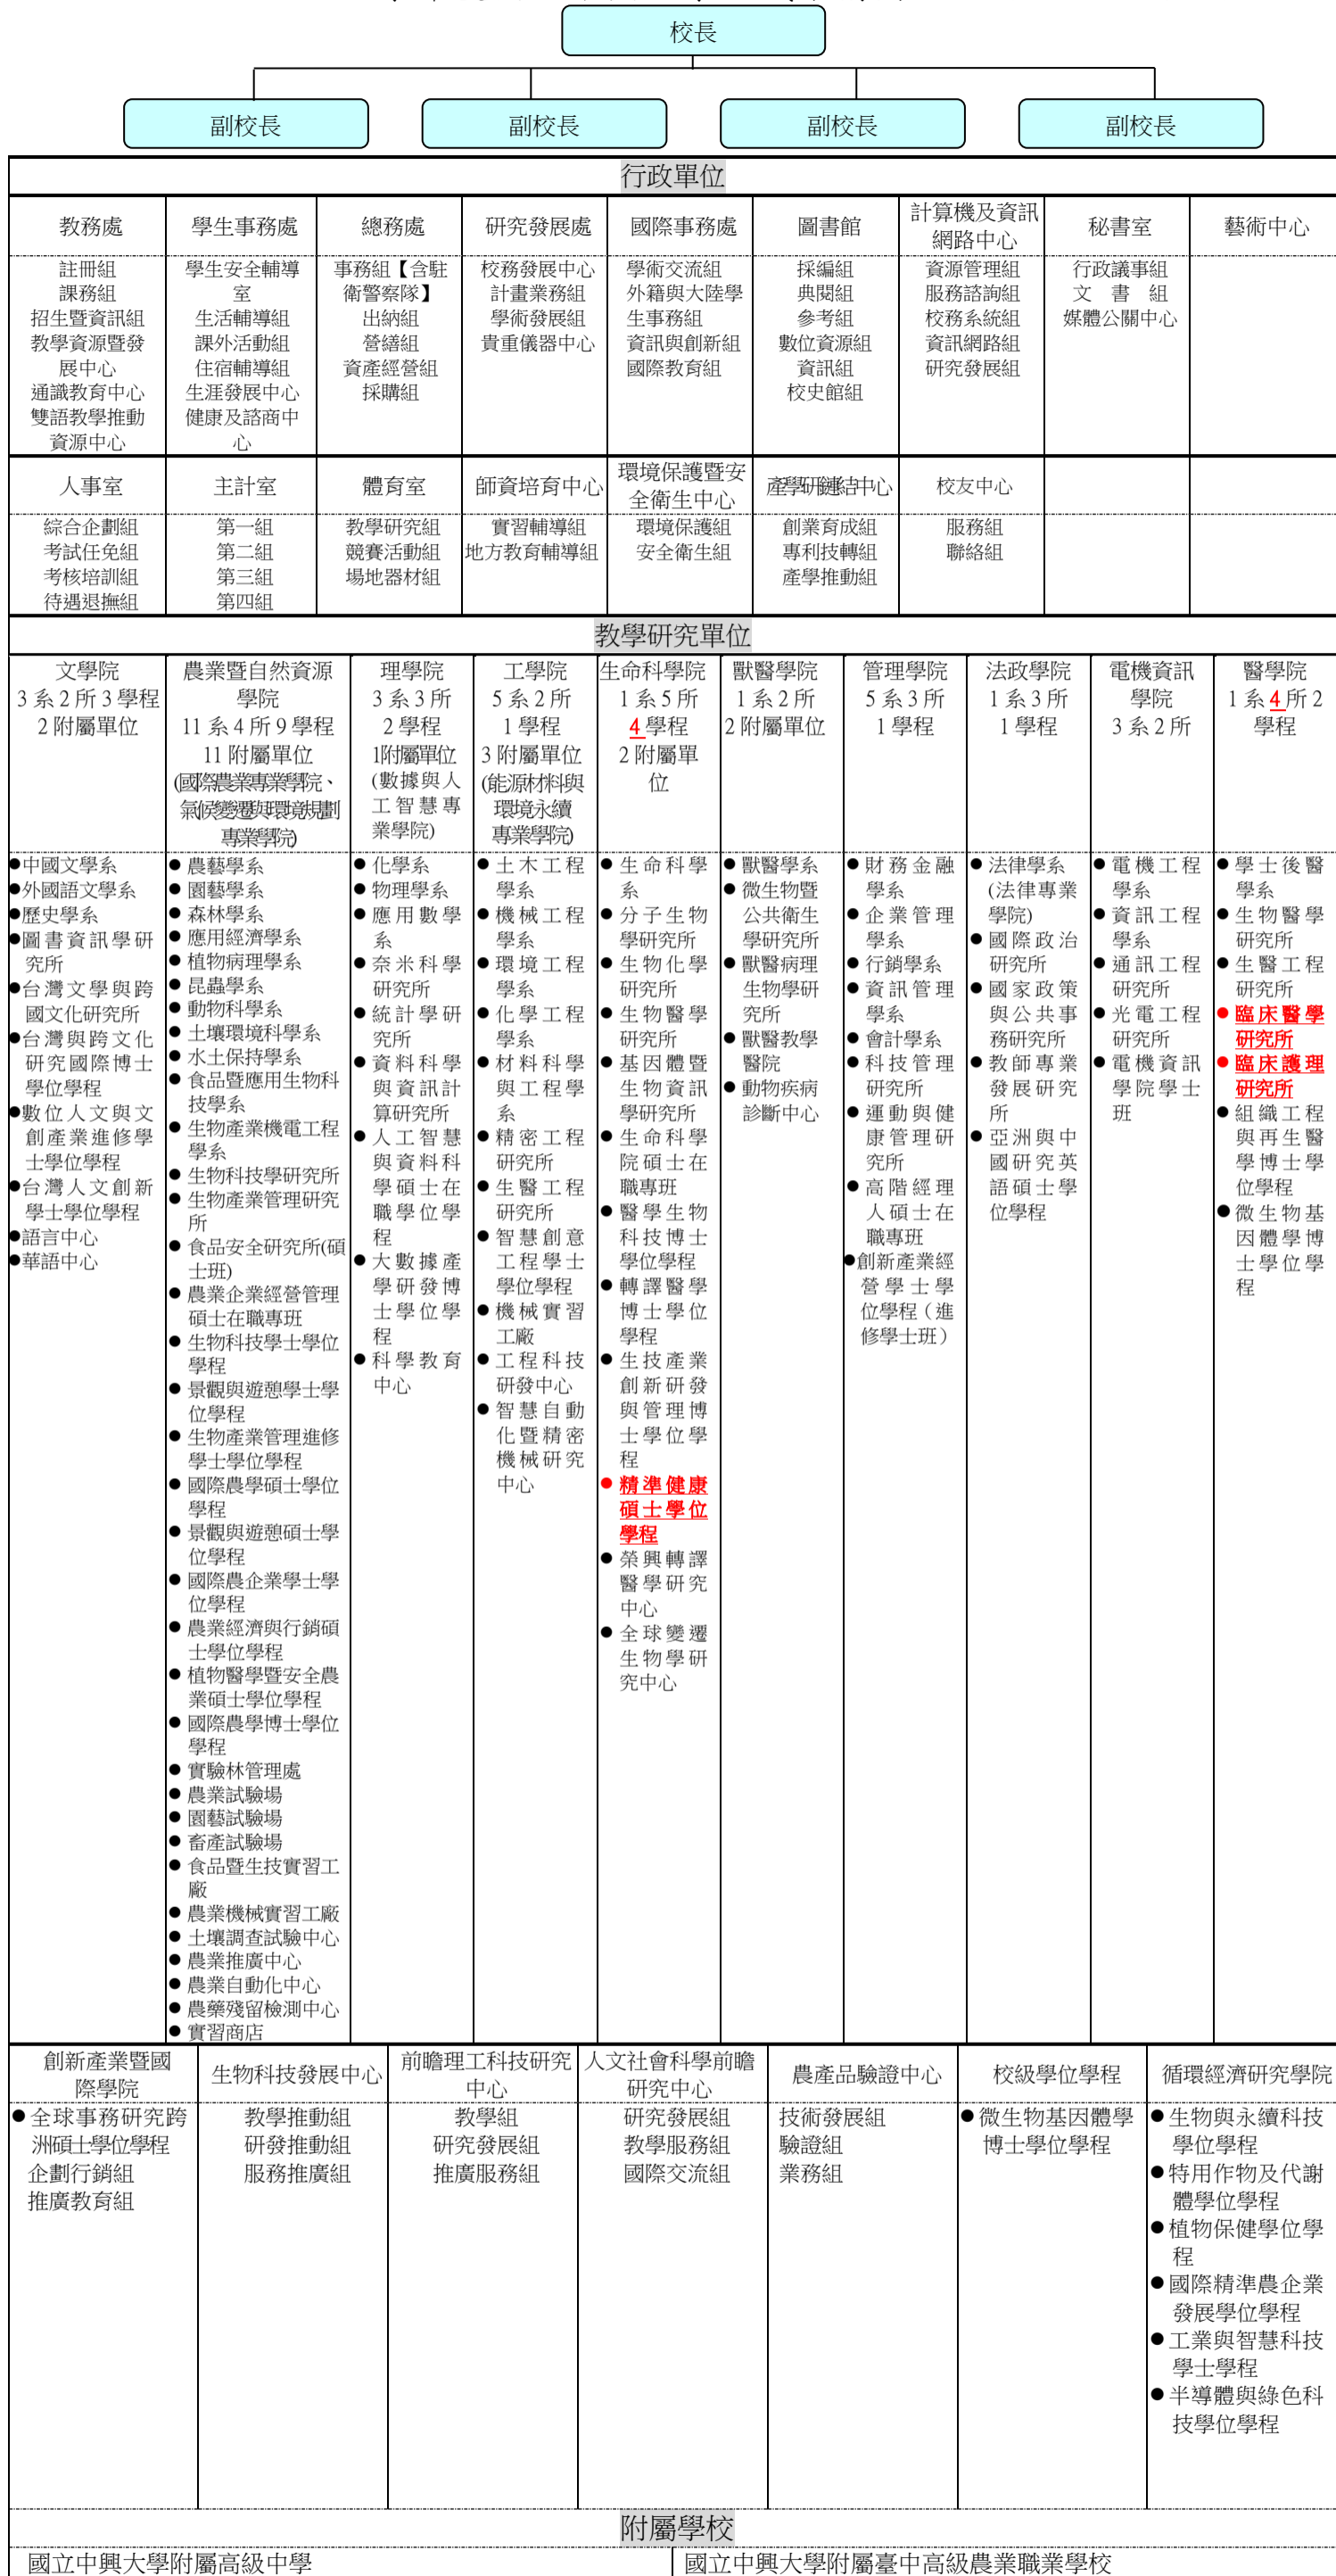 校長
副校長 副校長 副校長 副校長
行政單位
教務處 學生事務處 總務處 研究發展處 國際事務處 圖書館 計算機及資訊網路中心 秘書室 藝術中心
註冊組
課務組
招生暨資訊組
教學資源暨發
展中心
通識教育中心
雙語教學推動
資源中心
學生安全輔導
室
生活輔導組
課外活動組
住宿輔導組
生涯發展中心
健康及諮商中
心
事務組【含駐
衛警察隊】
出納組
營繕組
資產經營組
採購組
校務發展中心
計畫業務組
學術發展組
貴重儀器中心
學術交流組
外籍與大陸學
生事務組
資訊與創新組
國際教育組
採編組
典閱組
參考組
數位資源組
資訊組
校史館組
資源管理組
服務諮詢組
校務系統組
資訊網路組
研究發展組
行政議事組
文 書 組
媒體公關中心
人事室 主計室 體育室 師資培育中心 環境保護暨安全衛生中心 產學研鏈結中心 校友中心
綜合企劃組
考試任免組
考核培訓組
待遇退撫組
第一組
第二組
第三組
第四組
教學研究組
競賽活動組
場地器材組
實習輔導組
地方教育輔導組
環境保護組
安全衛生組
創業育成組
專利技轉組
產學推動組
服務組
聯絡組
教學研究單位
文學院
3 系 2 所 3 學程
2 附屬單位
農業暨自然資源
學院
11 系 4 所 9 學程
11 附屬單位
(國際農業專業學院、
氣候變遷與環境規劃
專業學院)
理學院
3 系 3 所
2 學程
1附屬單位
(數據與人
工智慧專
業學院)
工學院
5 系 2 所
1 學程
3 附屬單位
(能源材料與
環境永續
專業學院)
生命科學院
1 系 5 所
4 學程
2 附屬單
位
獸醫學院
1 系 2 所
2 附屬單位
管理學院
5 系 3 所
1 學程
法政學院
1 系 3 所
1 學程
電機資訊
學院
3 系 2 所
醫學院
1 系 4 所 2
學程
●中國文學系
●外國語文學系
●歷史學系
●圖書資訊學研
究所
●台灣文學與跨
國文化研究所
●台灣與跨文化
研究國際博士
學位學程
●數位人文與文
創產業進修學
士學位學程
●台灣人文創新
學士學位學程
●語言中心
●華語中心
● 農藝學系
● 園藝學系
● 森林學系
● 應用經濟學系
● 植物病理學系
● 昆蟲學系
● 動物科學系
● 土壤環境科學系
● 水土保持學系
● 食品暨應用生物科
技學系
● 生物產業機電工程
學系
● 生物科技學研究所
● 生物產業管理研究
所
● 食品安全研究所(碩
士班)
● 農業企業經營管理
碩士在職專班
● 生物科技學士學位
學程
● 景觀與遊憩學士學
位學程
● 生物產業管理進修
學士學位學程
● 國際農學碩士學位
學程
● 景觀與遊憩碩士學
位學程
● 國際農企業學士學
位學程
● 農業經濟與行銷碩
士學位學程
● 植物醫學暨安全農
業碩士學位學程
● 國際農學博士學位
學程
● 實驗林管理處
● 農業試驗場
● 園藝試驗場
● 畜產試驗場
● 食品暨生技實習工
廠
● 農業機械實習工廠
● 土壤調查試驗中心
● 農業推廣中心
● 農業自動化中心
● 農藥殘留檢測中心
● 實習商店
● 化學系
● 物理學系
● 應用數學
系
● 奈米科學
研究所
● 統計學研
究所
● 資料科學
與資訊計
算研究所
● 人工智慧
與資料科
學碩士在
職學位學
程
● 大數據產
學研發博
士學位學
程
● 科學教育
中心
● 土木工程
學系
● 機械工程
學系
● 環境工程
學系
● 化學工程
學系
● 材料科學
與工程學
系
● 精密工程
研究所
● 生醫工程
研究所
● 智慧創意
工程學士
學位學程
● 機械實習
工廠
● 工程科技
研發中心
● 智慧自動
化暨精密
機械研究
中心
● 生命科學
系
● 分子生物
學研究所
● 生物化學
研究所
● 生物醫學
研究所
● 基因體暨
生物資訊
學研究所
● 生命科學
院碩士在
職專班
● 醫學生物
科技博士
學位學程
● 轉譯醫學
博士學位
學程
● 生技產業
創新研發
與管理博
士學位學
程
● 精準健康
碩士學位
學程
● 榮興轉譯
醫學研究
中心
● 全球變遷
生物學研
究中心
● 獸醫學系
● 微生物暨
公共衛生
學研究所
● 獸醫病理
生物學研
究所
● 獸醫教學
醫院
● 動物疾病
診斷中心
● 財務金融
學系
● 企業管理
學系
● 行銷學系
● 資訊管理
學系
● 會計學系
● 科技管理
研究所
● 運動與健
康管理研
究所
● 高階經理
人碩士在
職專班
●創新產業經
營學士學
位學程（進
修學士班）
● 法律學系
(法律專業
學院)
● 國際政治
研究所
● 國家政策
與公共事
務研究所
● 教師專業
發展研究
所
● 亞洲與中
國研究英
語碩士學
位學程
● 電機工程
學系
● 資訊工程
學系
● 通訊工程
研究所
● 光電工程
研究所
● 電機資訊
學院學士
班
● 學士後醫
學系
● 生物醫學
研究所
● 生醫工程
研究所
● 臨床醫學
研究所
● 臨床護理
研究所
● 組織工程
與再生醫
學博士學
位學程
● 微生物基
因體學博
士學位學
程
創新產業暨國
際學院
生物科技發展中心
前瞻理工科技研究
中心
人文社會科學前瞻
研究中心
農產品驗證中心
校級學位學程
循環經濟研究學院
● 全球事務研究跨
洲碩士學位學程
企劃行銷組
推廣教育組
教學推動組
研發推動組
服務推廣組
教學組
研究發展組
推廣服務組
研究發展組
教學服務組
國際交流組
技術發展組
驗證組
業務組
● 微生物基因體學
博士學位學程
● 生物與永續科技
學位學程
● 特用作物及代謝
體學位學程
● 植物保健學位學
程
● 國際精準農企業
發展學位學程
● 工業與智慧科技
學士學程
● 半導體與綠色科
技學位學程
附屬學校
國立中興大學附屬高級中學
國立中興大學附屬臺中高級農業職業學校